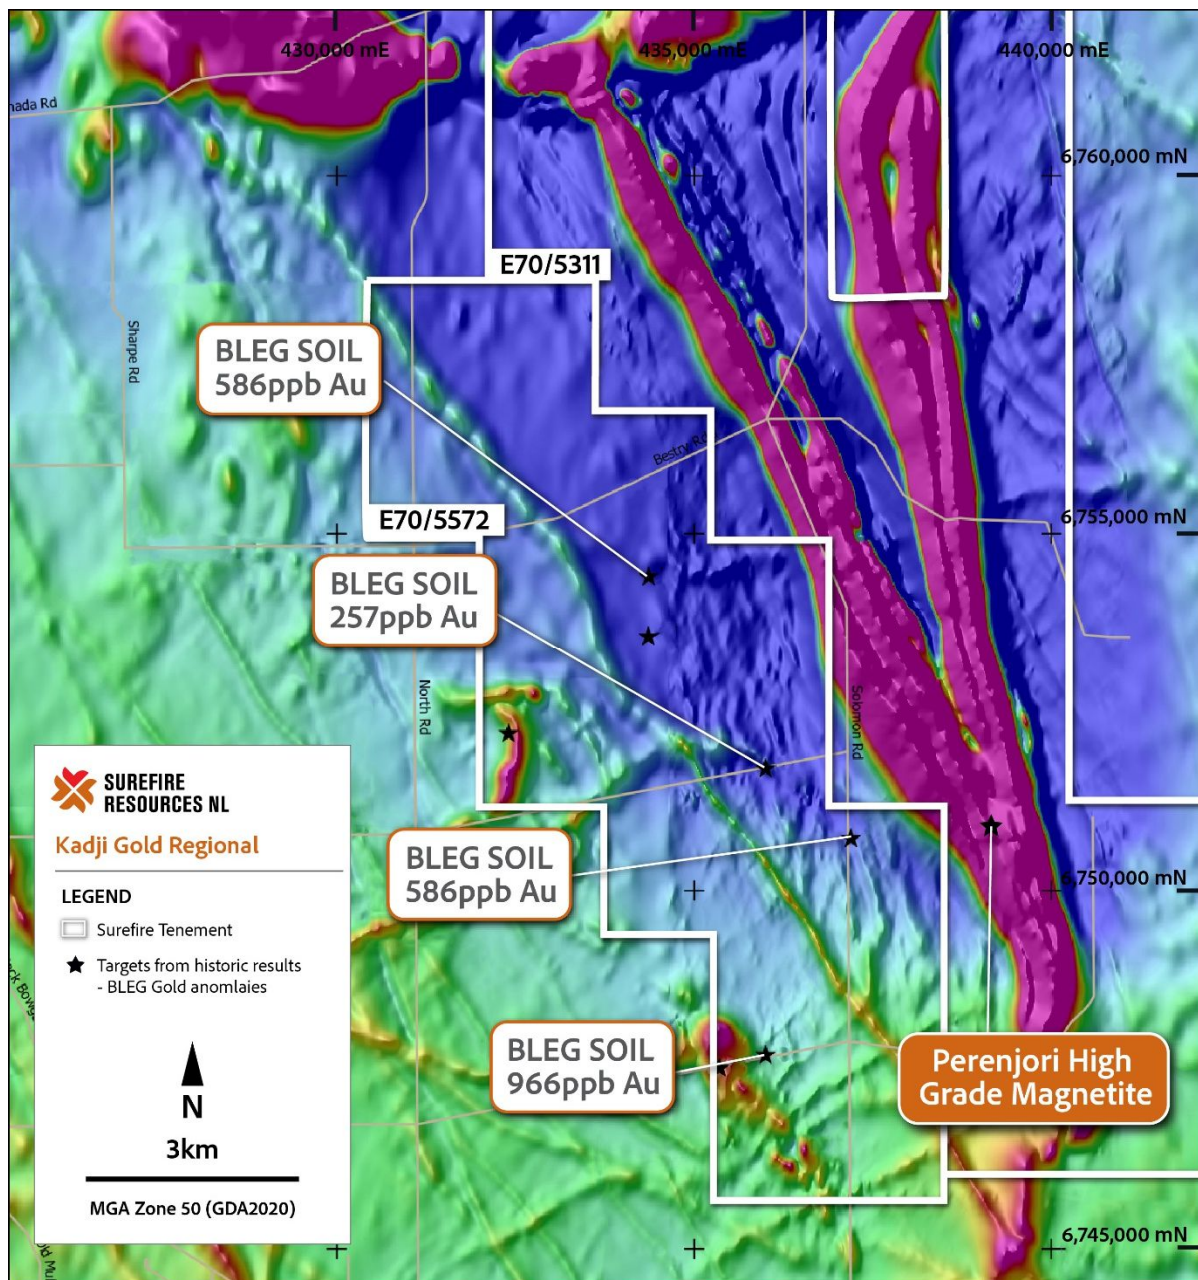 430,000 mE
435,000 mE
440,000 mE
nada Rd
6,760,000 mN
E70/5311
Sharpe Rd
BLEG SOIL
586ppb Au
Bestry Rd
E70/5572
6,755,000 mN
BLEG SOIL
257ppb Au
North Rd
Solomon Rd
SUREFIRE
RESOURCES NL
Kadji Gold Regional
LEGEND
Surefire Tenement
Targets from historic results
- BLEG Gold anomlaies
N
3km
MGA Zone 50 (GDA2020)
BLEG SOIL
586ppb Au
6,750,000 mN
BLEG SOIL
966ppb Au
Perenjori High
Grade Magnetite
6,745,000 mN